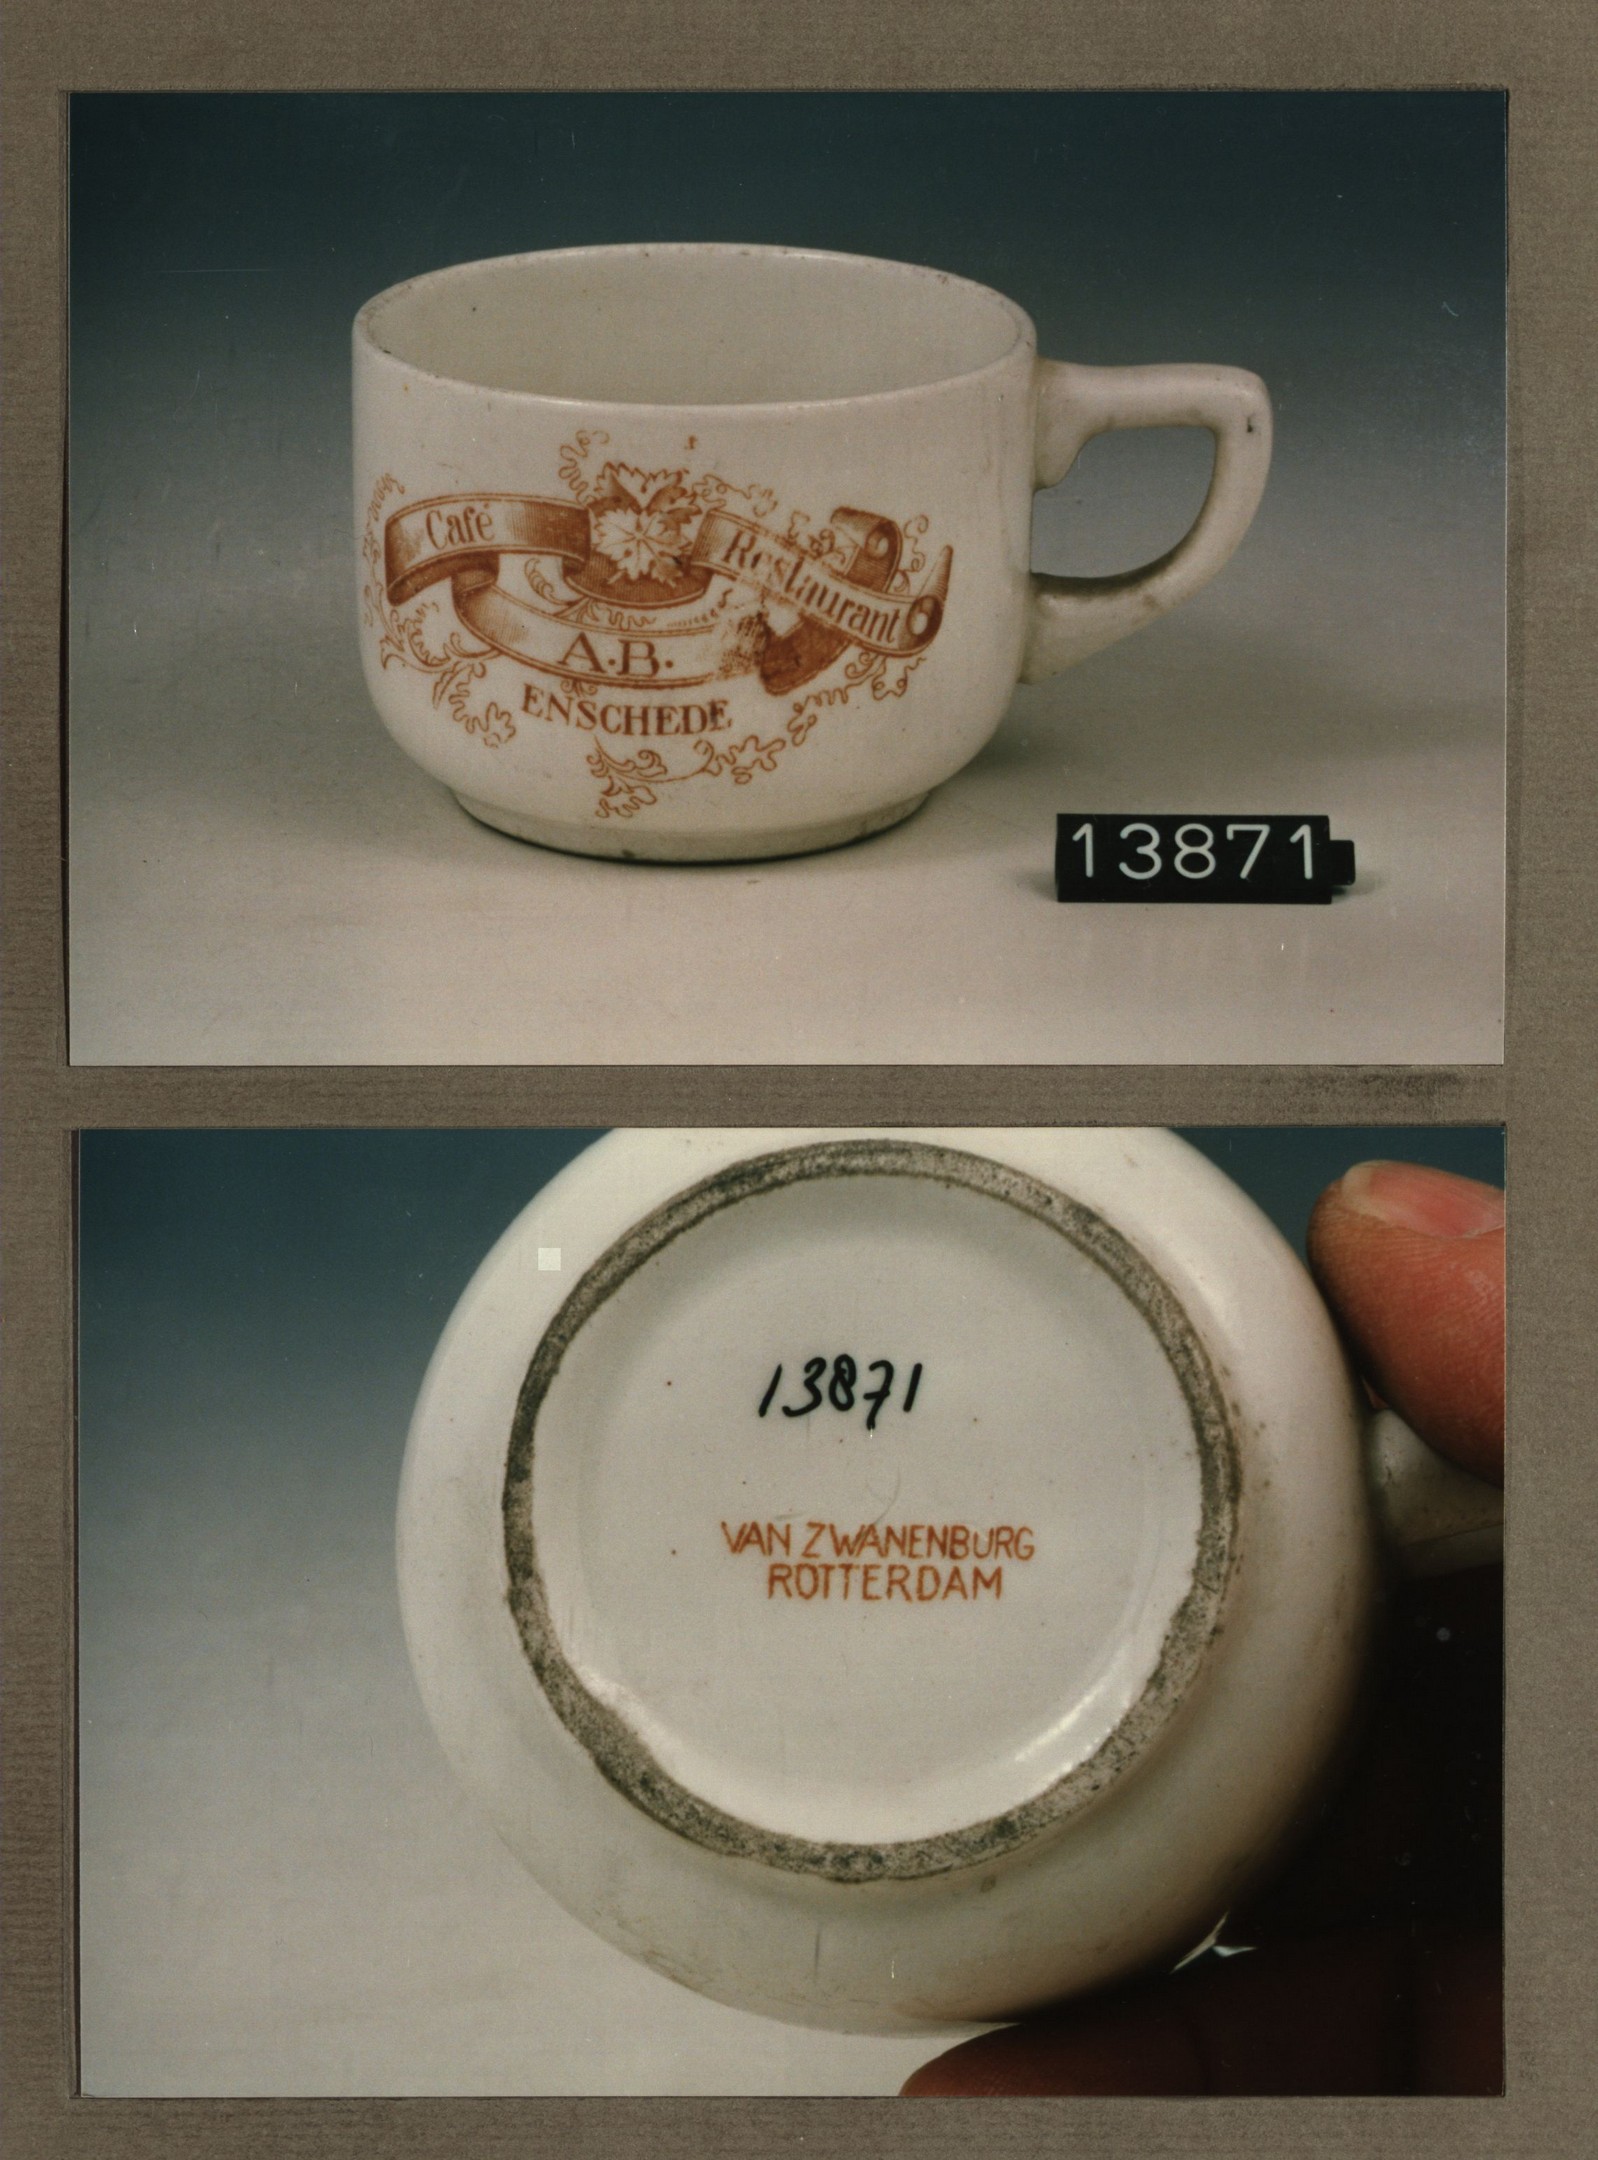 Café Restaurant
A.B.
ENSCHEDE
13871
13871
VAN ZWANENBURG
ROTTERDAM